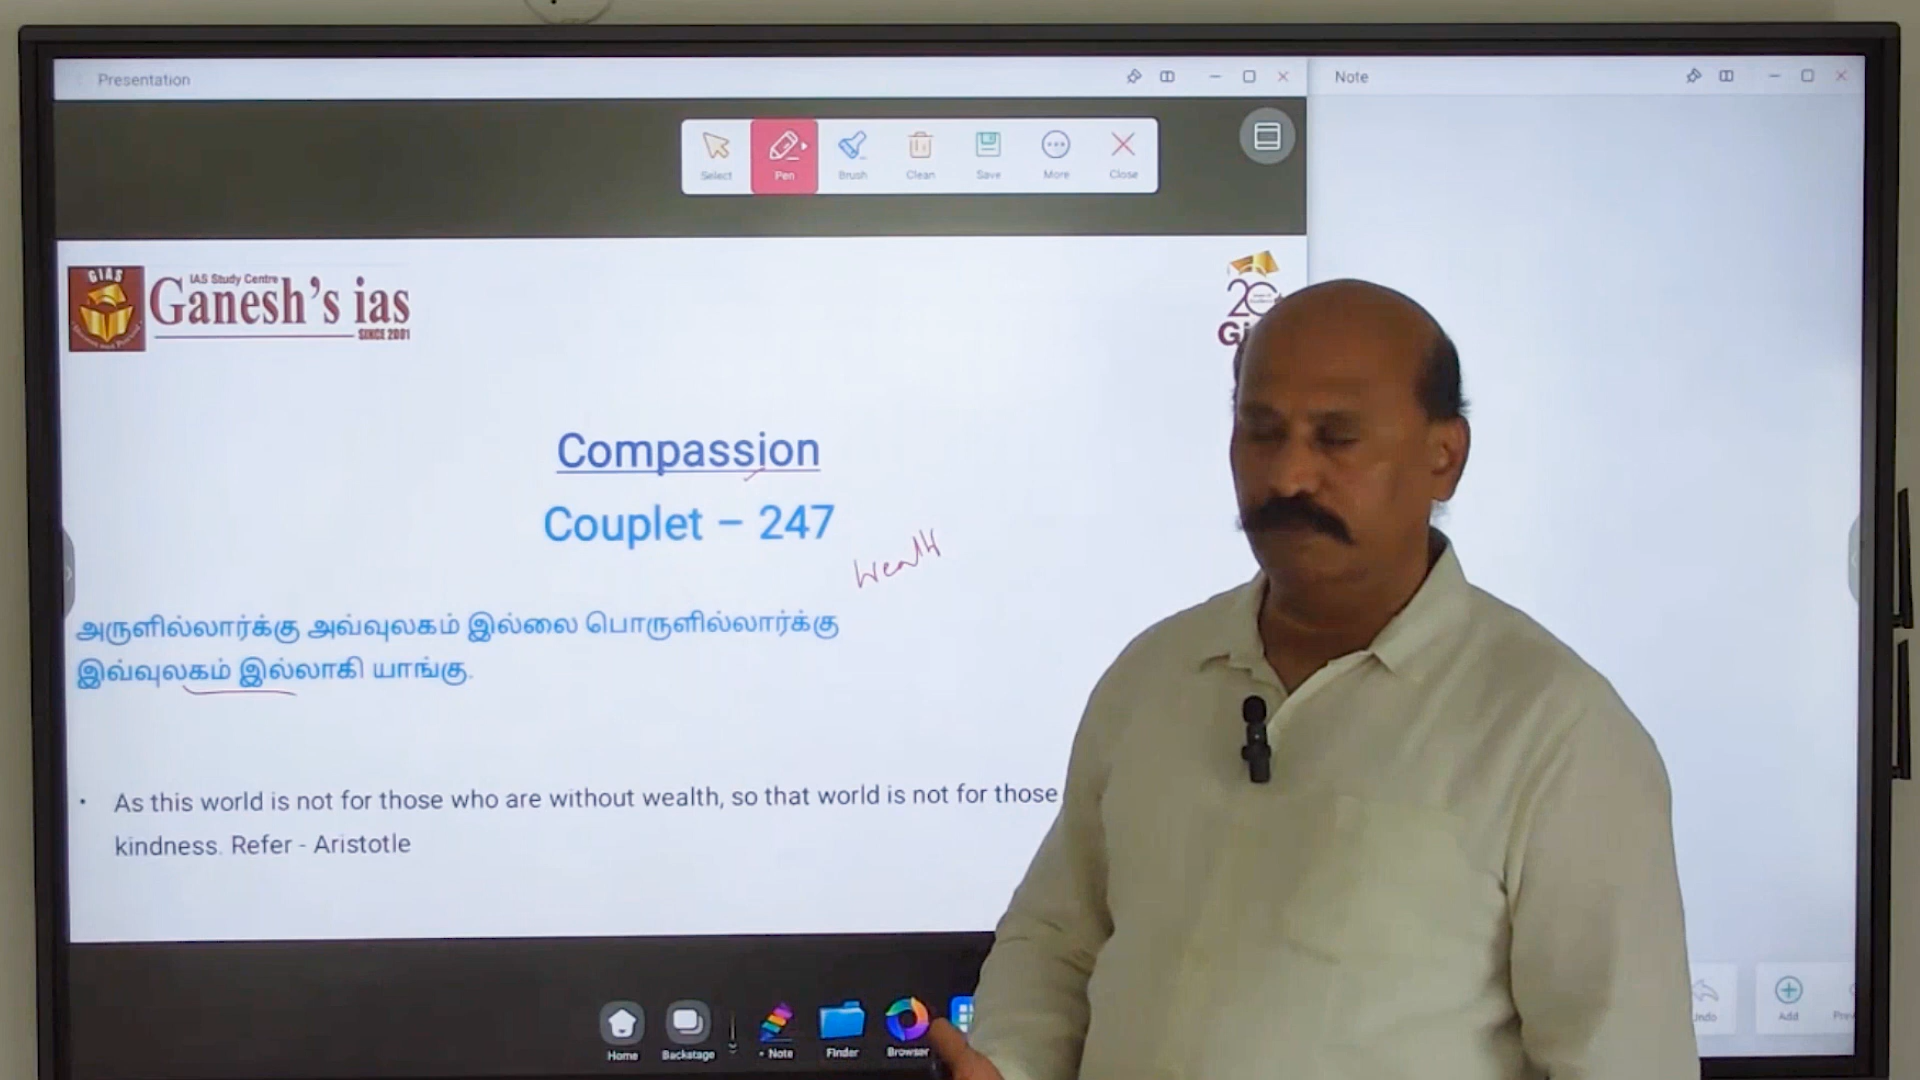 Presentation
Note
Select
Pen
Brush
Clean
Save
More
Close
GIAS
IAS Study Centre
Ganesh's ias
SINCE 2001
20
Compassion
Couplet – 247
Wealth
அருளில்லார்க்கு அவ்வுலகம் இல்லை பொருளில்லார்க்கு
இவ்வுலகம் இல்லாகி யாங்கு.
• As this world is not for those who are without wealth, so that world is not for those
kindness. Refer - Aristotle
Home
Backstage
• Note
Finder
Browser
Undo
Add